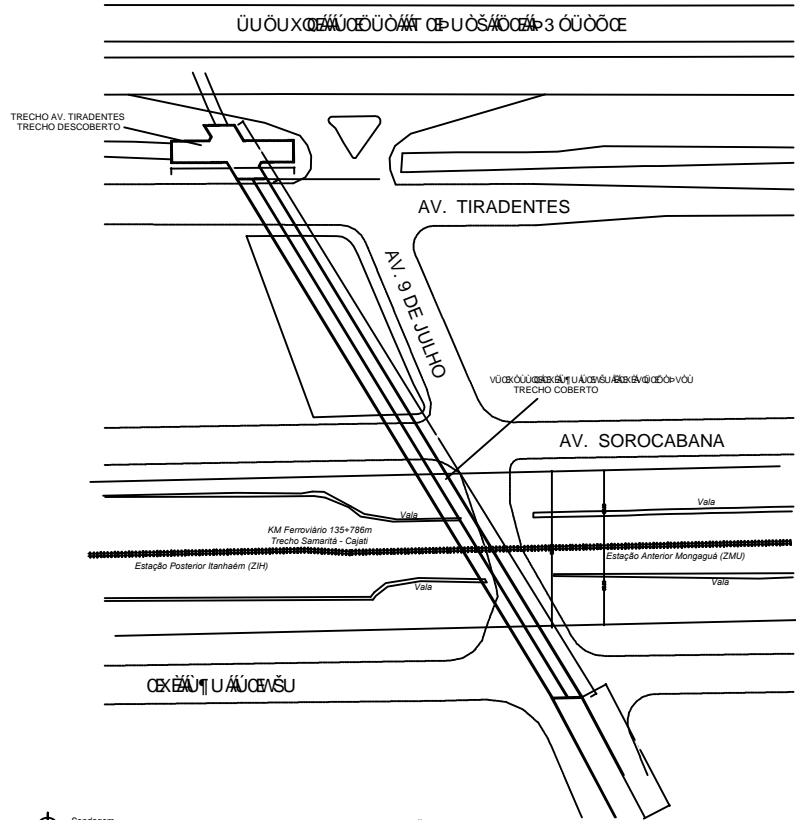 TRECHO AV. TIRADENTES
TRECHO DESCOBERTO
AV. TIRADENTES
AV. 9 DE JULHO
TRECHO COBERTO
AV. SOROCABANA
Vala
Vala
KM Ferroviário 135+786m
Trecho Samaritá - Cajati
Estação Posterior Itanhaém (ZIH)
Estação Anterior Mongaguá (ZMU)
Vala
Vala
Sondagem